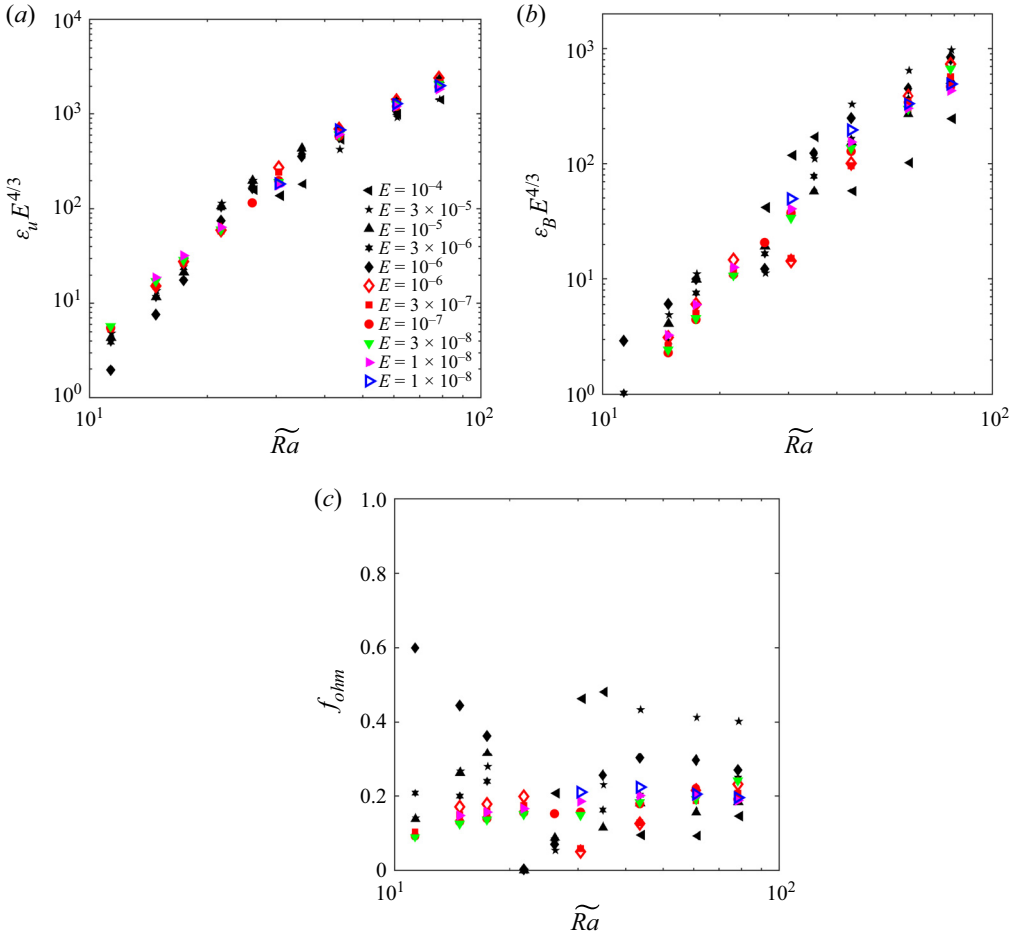 (a)
10^4
10^3
10^2
10^1
10^0
ε_u E^{4/3}
E = 10^{−4}
E = 3 × 10^{−5}
E = 10^{−5}
E = 3 × 10^{−6}
E = 10^{−6}
E = 10^{−6}
E = 3 × 10^{−7}
E = 10^{−7}
E = 3 × 10^{−8}
E = 1 × 10^{−8}
E = 1 × 10^{−8}
10^1 10^2
\widetilde{Ra}
(b)
10^3
10^2
10^1
10^0
ε_B E^{4/3}
10^1 10^2
\widetilde{Ra}
(c)
1.0
0.8
0.6
0.4
0.2
0
f_{ohm}
10^1 10^2
\widetilde{Ra}